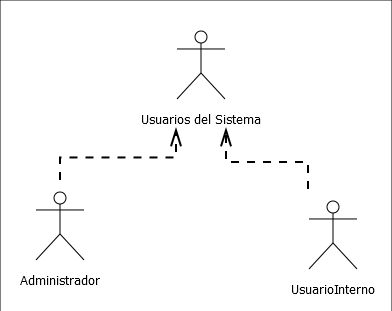 Usuarios del Sistema
Administrador
UsuarioInterno